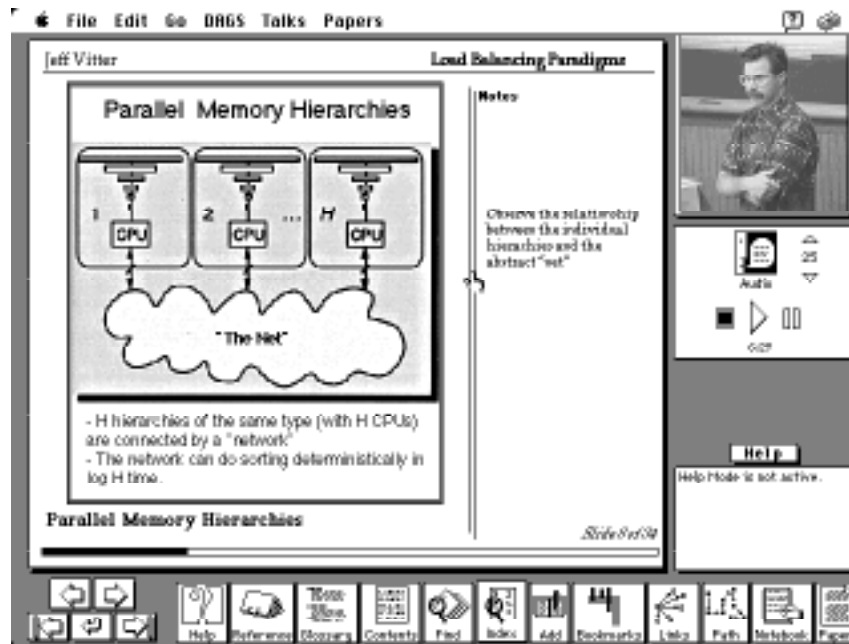 File Edit Go DAGS Talks Papers
Jeff Vitter
Load Balancing Paradigms
Parallel Memory Hierarchies
1 2 ... H
CPU CPU CPU
"The Net"
- H hierarchies of the same type (with H CPUs)
are connected by a "network"
- The network can do sorting deterministically in
log H time.
Notes
Observe the relationship
between the individual
hierarchies and the
abstract "net"
Parallel Memory Hierarchies
Slide 8 of 34
Audio
25
0:29
Help
Help Mode is not active.
Help Reference Glossary Contents Find Index Add Bookmarks Links Path Notebook